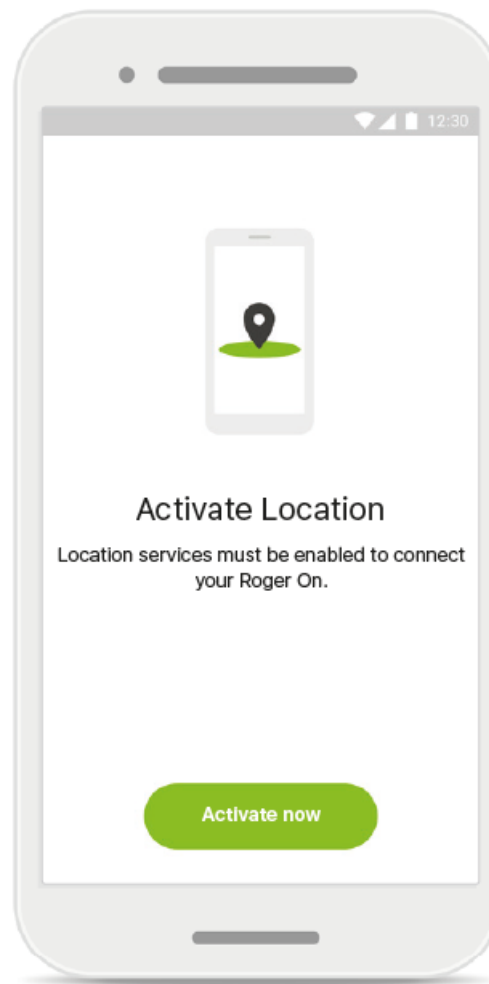 12:30
Activate Location
Location services must be enabled to connect
your Roger On.
Activate now